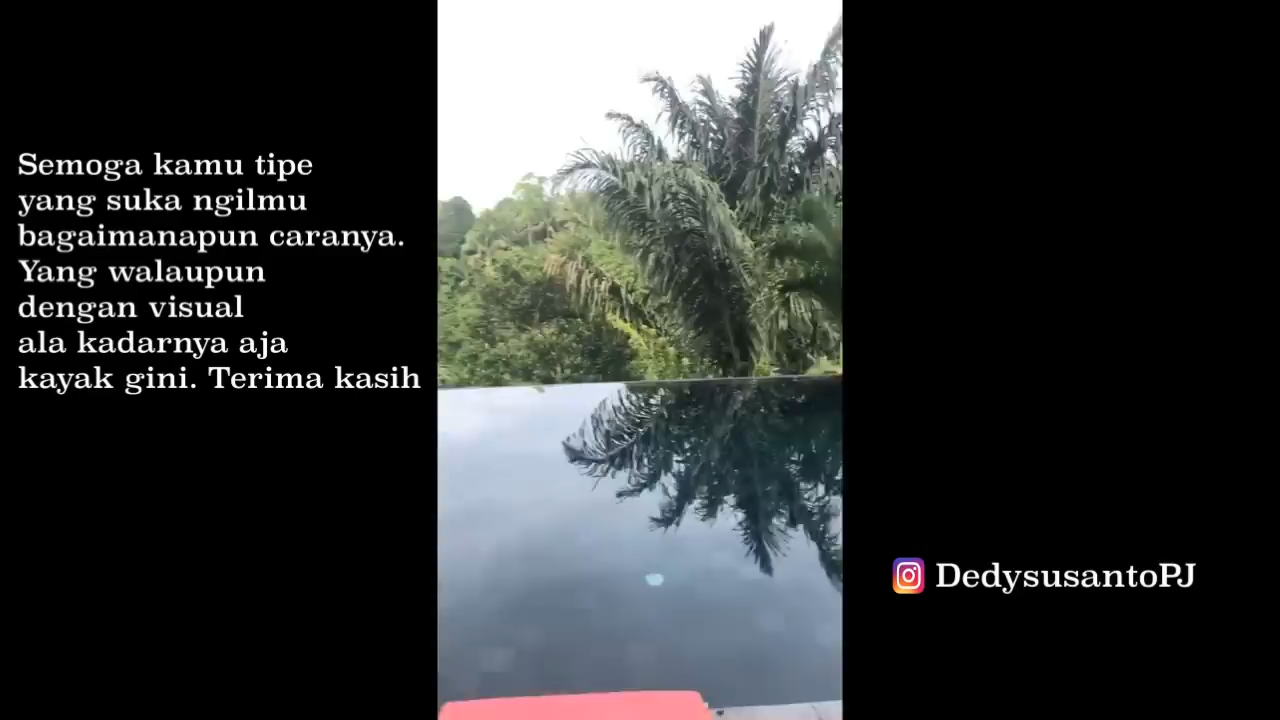 Semoga kamu tipe
yang suka ngilmu
bagaimanapun caranya.
Yang walaupun
dengan visual
ala kadarnya aja
kayak gini. Terima kasih
DedysusantoPJ